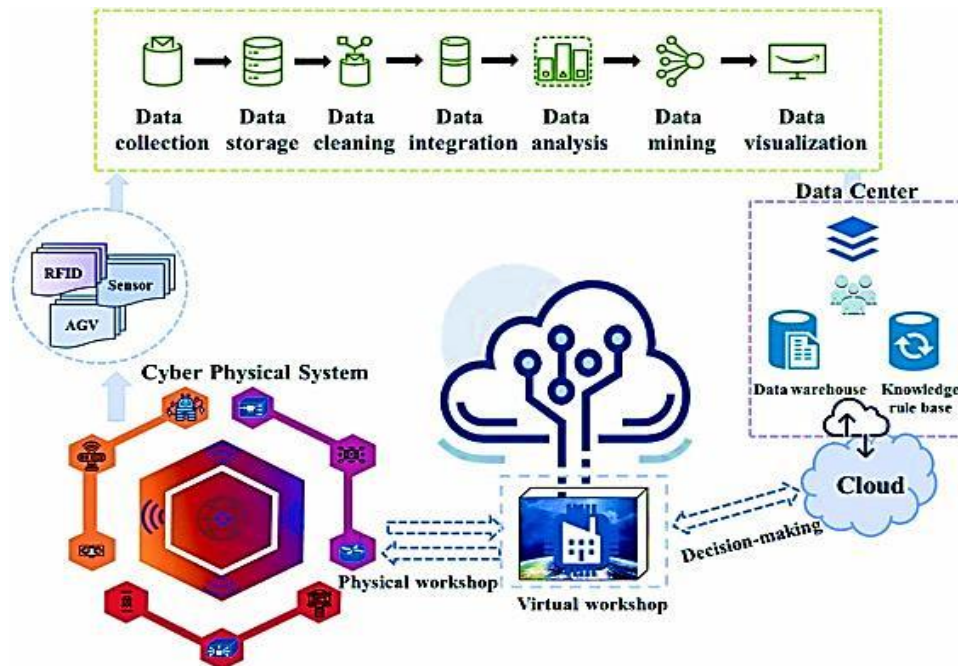 Data collection
Data storage
Data cleaning
Data integration
Data analysis
Data mining
Data visualization
RFID
Sensor
AGV
Data Center
Data warehouse
Knowledge rule base
Cyber Physical System
Cloud
Physical workshop
Virtual workshop
Decision-making